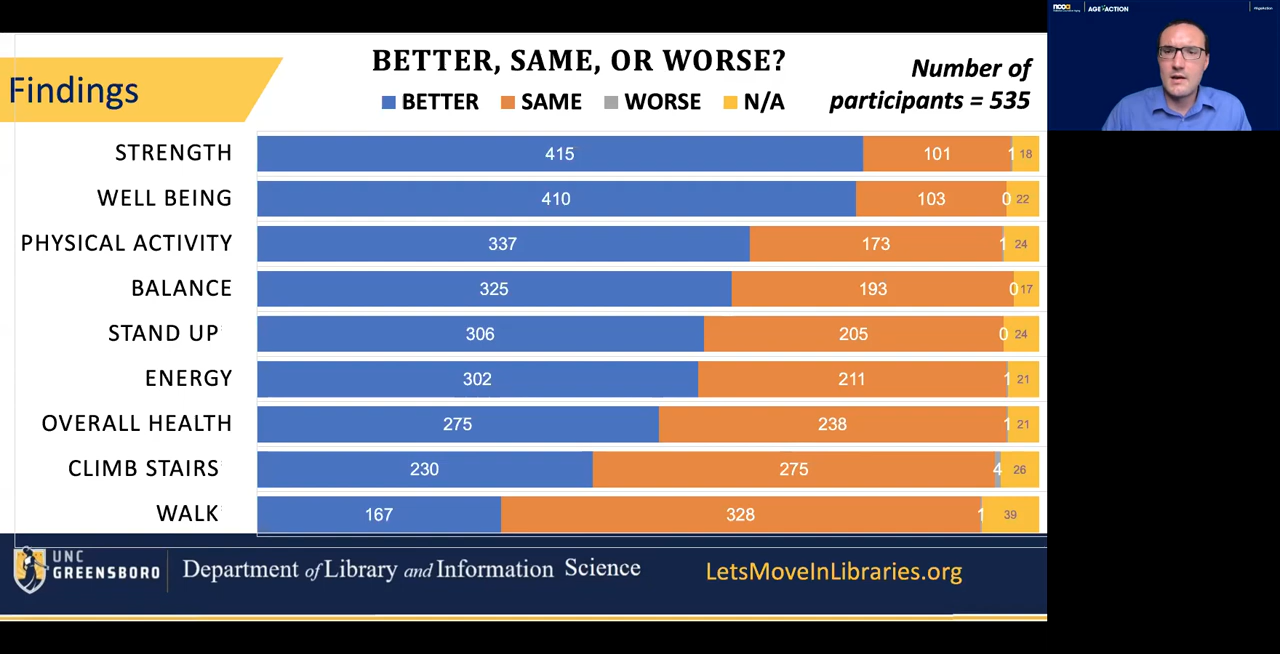 BETTER, SAME, OR WORSE?
Findings
BETTER SAME WORSE N/A
Number of
participants = 535
STRENGTH 415 101 1 18
WELL BEING 410 103 0 22
PHYSICAL ACTIVITY 337 173 1 24
BALANCE 325 193 0 17
STAND UP 306 205 0 24
ENERGY 302 211 1 21
OVERALL HEALTH 275 238 1 21
CLIMB STAIRS 230 275 4 26
WALK 167 328 1 39
UNC
GREENSBORO
Department of Library and Information Science
LetsMoveInLibraries.org
ncoa
AGE+ACTION